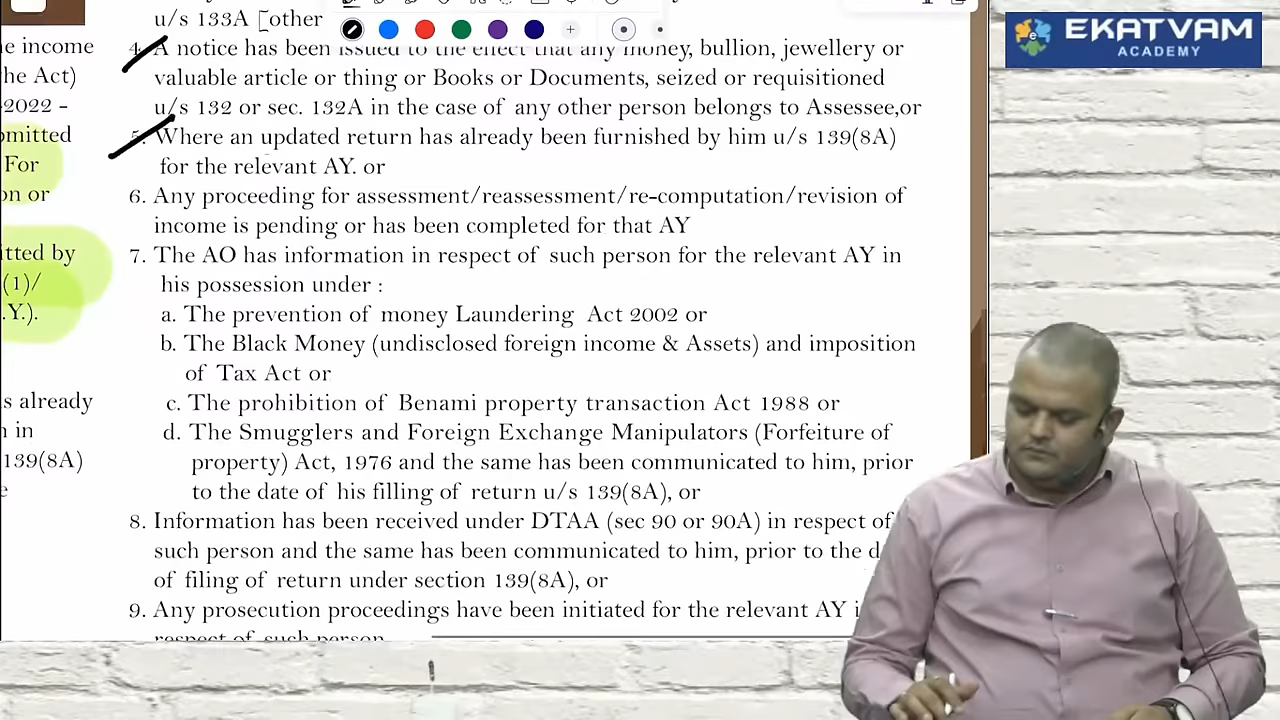 u/s 133A [other
e income
4. A notice has been issued to the effect that any money, bullion, jewellery or
he Act)
valuable article or thing or Books or Documents, seized or requisitioned
2022 -
u/s 132 or sec. 132A in the case of any other person belongs to Assessee,or
bmitted
5. Where an updated return has already been furnished by him u/s 139(8A)
For
for the relevant AY. or
on or
6. Any proceeding for assessment/reassessment/re-computation/revision of
income is pending or has been completed for that AY
itted by
7. The AO has information in respect of such person for the relevant AY in
(1)/
his possession under :
.Y.).
a. The prevention of money Laundering Act 2002 or
b. The Black Money (undisclosed foreign income & Assets) and imposition
of Tax Act or
s already
c. The prohibition of Benami property transaction Act 1988 or
n in
d. The Smugglers and Foreign Exchange Manipulators (Forfeiture of
139(8A)
property) Act, 1976 and the same has been communicated to him, prior
e
to the date of his filling of return u/s 139(8A), or
8. Information has been received under DTAA (sec 90 or 90A) in respect of
such person and the same has been communicated to him, prior to the d
of filing of return under section 139(8A), or
9. Any prosecution proceedings have been initiated for the relevant AY i
respect of such person
EKATVAM
ACADEMY